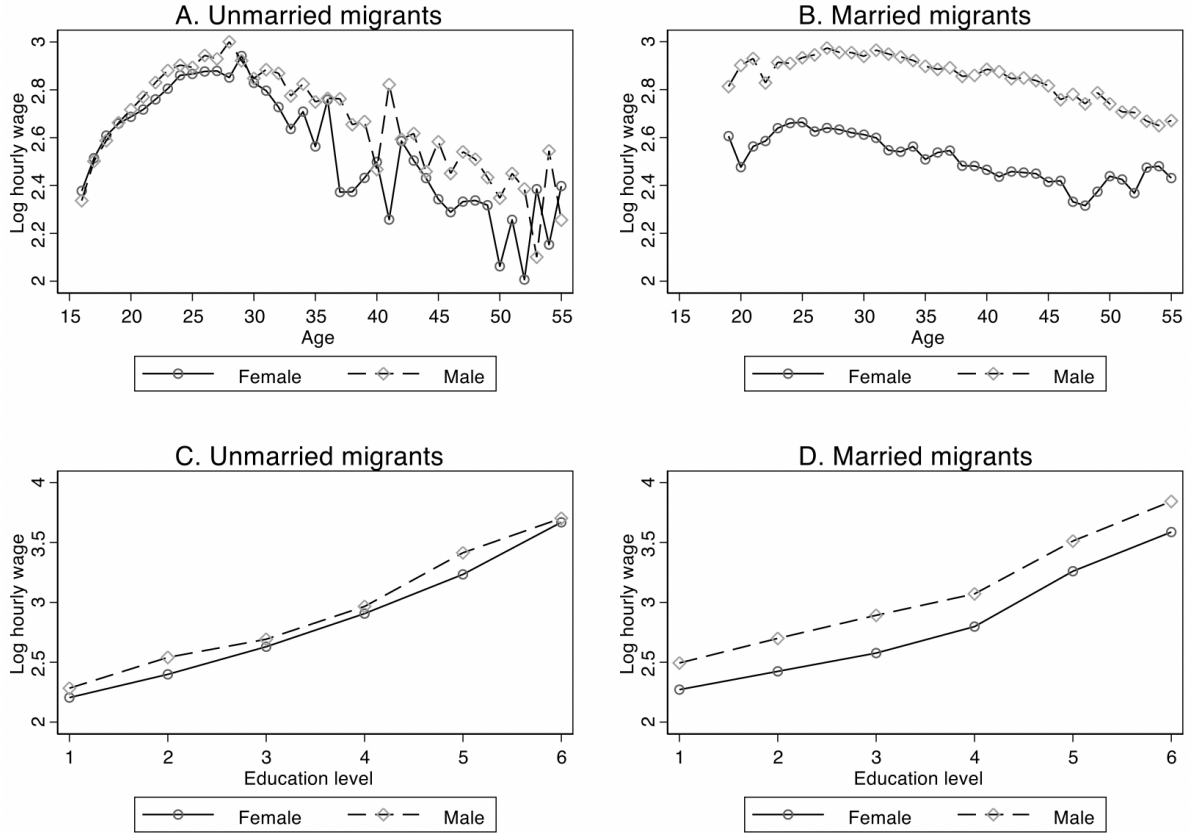 A. Unmarried migrants
Log hourly wage
3
2.8
2.6
2.4
2.2
2
15 20 25 30 35 40 45 50 55
Age
Female Male
B. Married migrants
Log hourly wage
3
2.8
2.6
2.4
2.2
2
15 20 25 30 35 40 45 50 55
Age
Female Male
C. Unmarried migrants
Log hourly wage
4
3.5
3
2.5
2
1 2 3 4 5 6
Education level
Female Male
D. Married migrants
Log hourly wage
4
3.5
3
2.5
2
1 2 3 4 5 6
Education level
Female Male